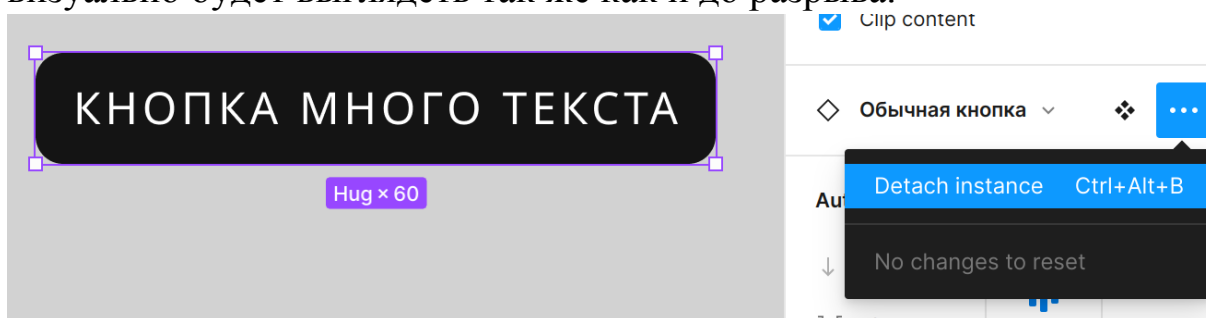 визуально будет выглядеть так же как и до разрыва.
Clip content
КНОПКА МНОГО ТЕКСТА
Обычная кнопка
Hug × 60
Detach instance Ctrl+Alt+B
Au
No changes to reset